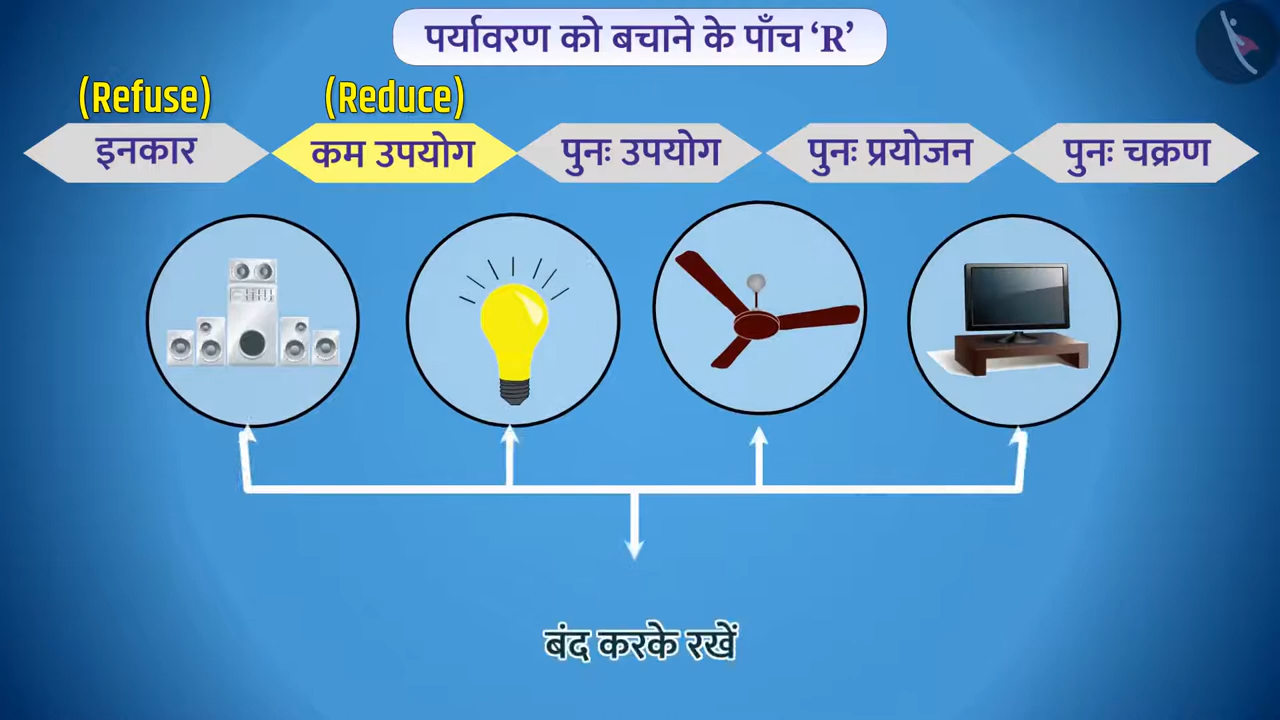 पर्यावरण को बचाने के पाँच ‘R’
(Refuse) (Reduce)
इनकार कम उपयोग पुनः उपयोग पुनः प्रयोजन पुनः चक्रण
बंद करके रखें